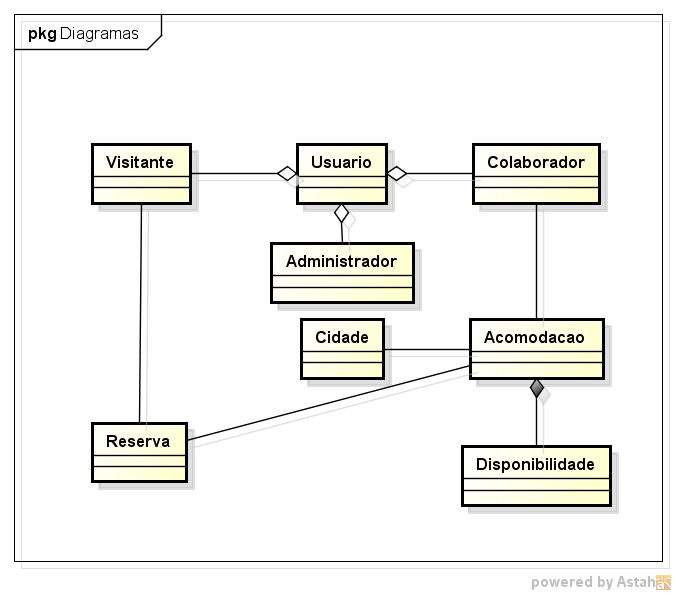 pkg Diagramas
Visitante
Usuario
Colaborador
Administrador
Cidade
Acomodacao
Reserva
Disponibilidade
powered by Astah